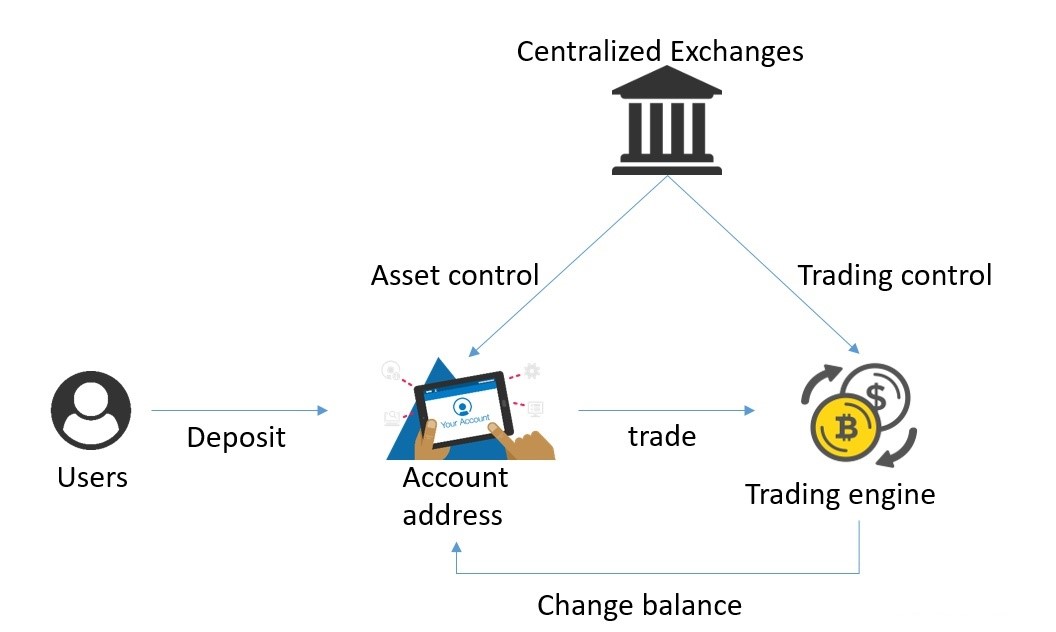 Centralized Exchanges
Asset control
Trading control
Your Account
$
B
Deposit
trade
Users
Account
address
Trading engine
Change balance